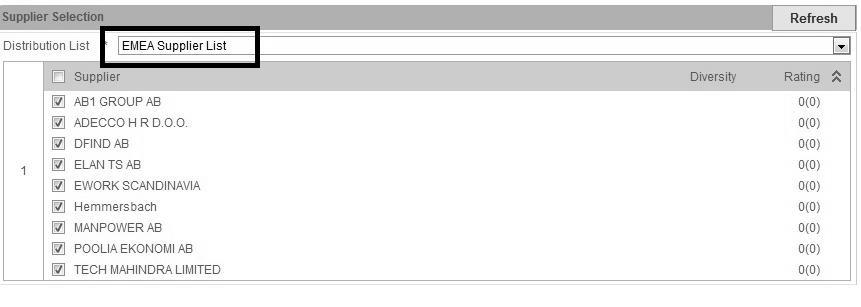 Supplier Selection Refresh
Distribution List * EMEA Supplier List
Supplier Diversity Rating
AB1 GROUP AB 0(0)
ADECCO H R D.O.O. 0(0)
DFIND AB 0(0)
1 ELAN TS AB 0(0)
EWORK SCANDINAVIA 0(0)
Hemmersbach 0(0)
MANPOWER AB 0(0)
POOLIA EKONOMI AB 0(0)
TECH MAHINDRA LIMITED 0(0)